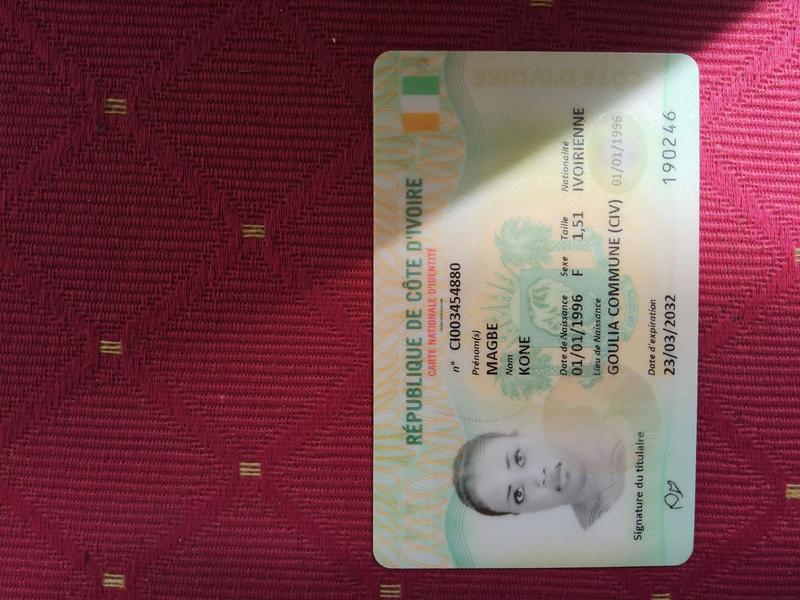 RÉPUBLIQUE DE CÔTE D'IVOIRE
CARTE NATIONALE D'IDENTITÉ
n° CI003454880
Prénom(s)
MAGBE
Nom
KONE
Date de Naissance Sexe Taille Nationalité
01/01/1996 F 1,51 IVOIRIENNE
Lieu de Naissance
GOULIA COMMUNE (CIV)
01/01/1996
Date d'expiration
23/03/2032
190246
Signature du titulaire
CÔTE D'IVOIRE